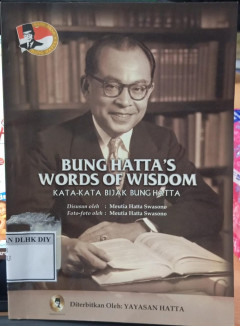 BUNG HATTA'S
WORDS OF WISDOM
KATA-KATA BIJAK BUNG HATTA
Disusun oleh : Meutia Hatta Swasono
Foto-foto oleh : Meutia Hatta Swasono
N DLHK DIY
Diterbitkan Oleh: YAYASAN HATTA